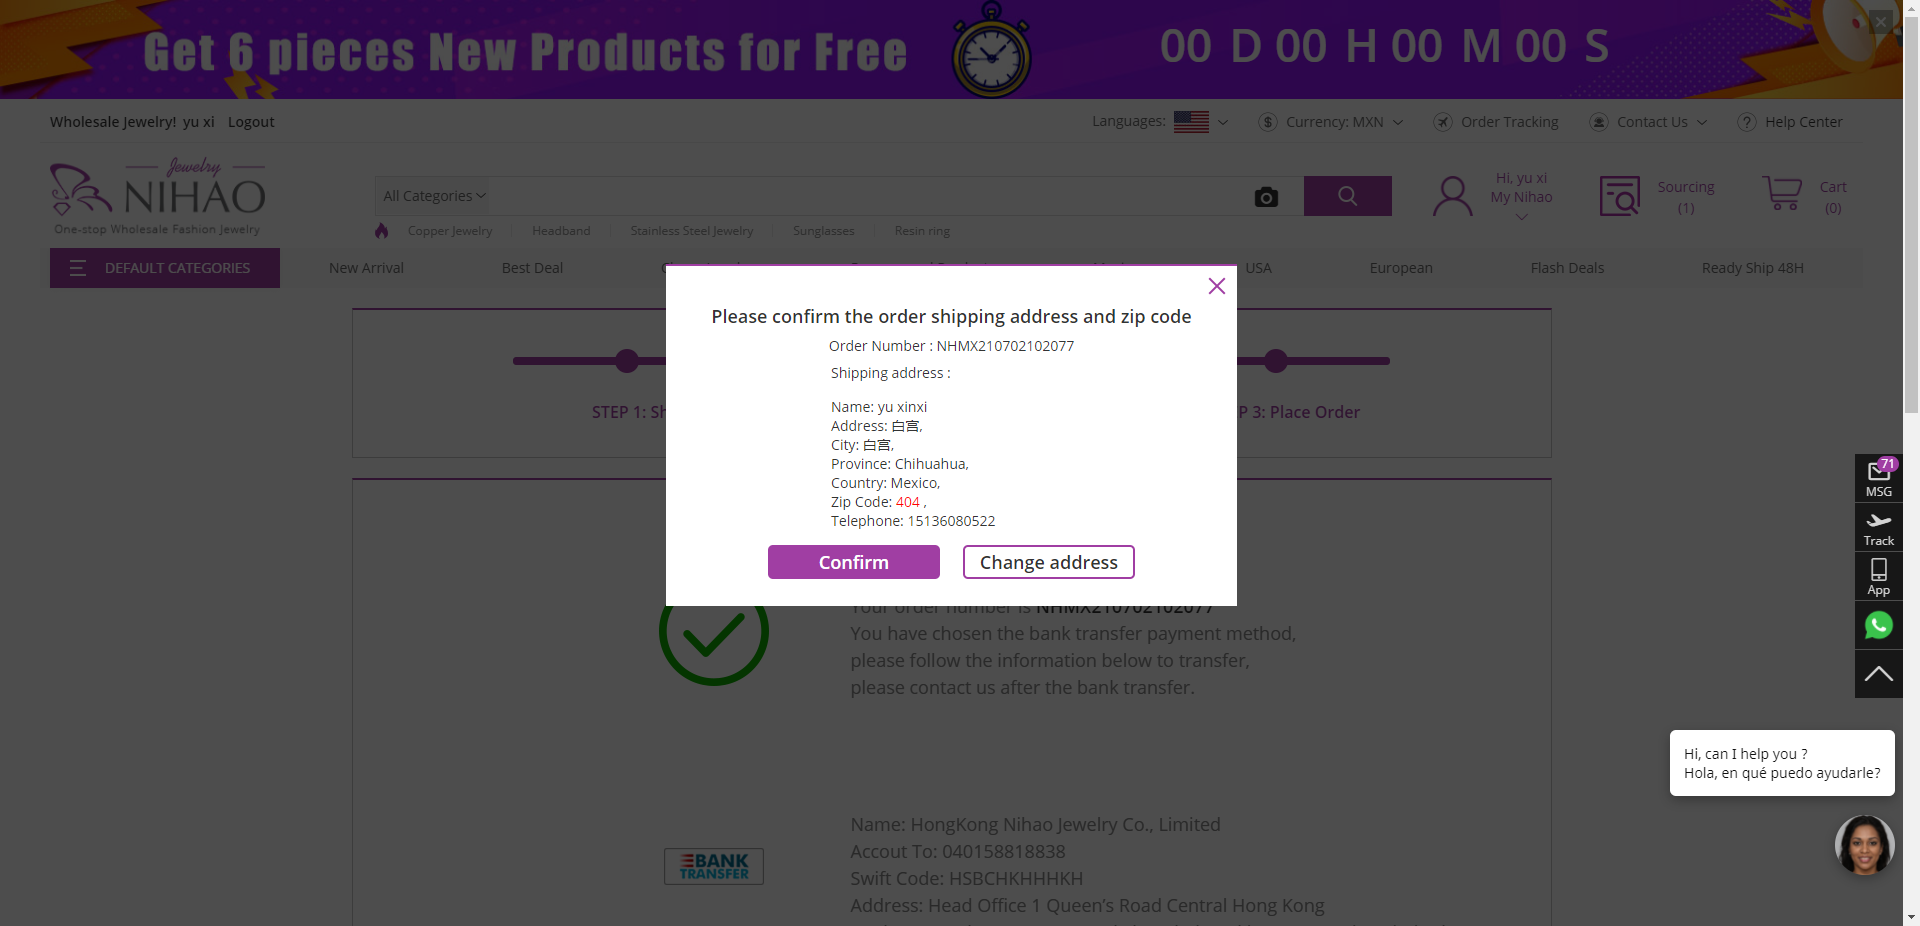 Get 6 pieces New Products for Free
00 D 00 H 00 M 00 S
Wholesale Jewelry! yu xi Logout
Languages:
$ Currency: MXN
Order Tracking
Contact Us
? Help Center
Jewelry
NIHAO
One-stop Wholesale Fashion Jewelry
All Categories
Hi, yu xi
My Nihao
Sourcing
(1)
Cart
(0)
Copper Jewelry
Headband
Stainless Steel Jewelry
Sunglasses
Resin ring
DEFAULT CATEGORIES
New Arrival
Best Deal
USA
European
Flash Deals
Ready Ship 48H
Please confirm the order shipping address and zip code
Order Number : NHMX210702102077
Shipping address :
Name: yu xinxi
Address: 白宫,
City: 白宫,
Province: Chihuahua,
Country: Mexico,
Zip Code: 404 ,
Telephone: 15136080522
Confirm
Change address
STEP 1: Sh
P 3: Place Order
71
MSG
Track
App
Your order number is NHMX210702102077
You have chosen the bank transfer payment method,
please follow the information below to transfer,
please contact us after the bank transfer.
Hi, can I help you ?
Hola, en qué puedo ayudarle?
BANK
TRANSFER
Name: HongKong Nihao Jewelry Co., Limited
Accout To: 040158818838
Swift Code: HSBCHKHHHKH
Address: Head Office 1 Queen’s Road Central Hong Kong